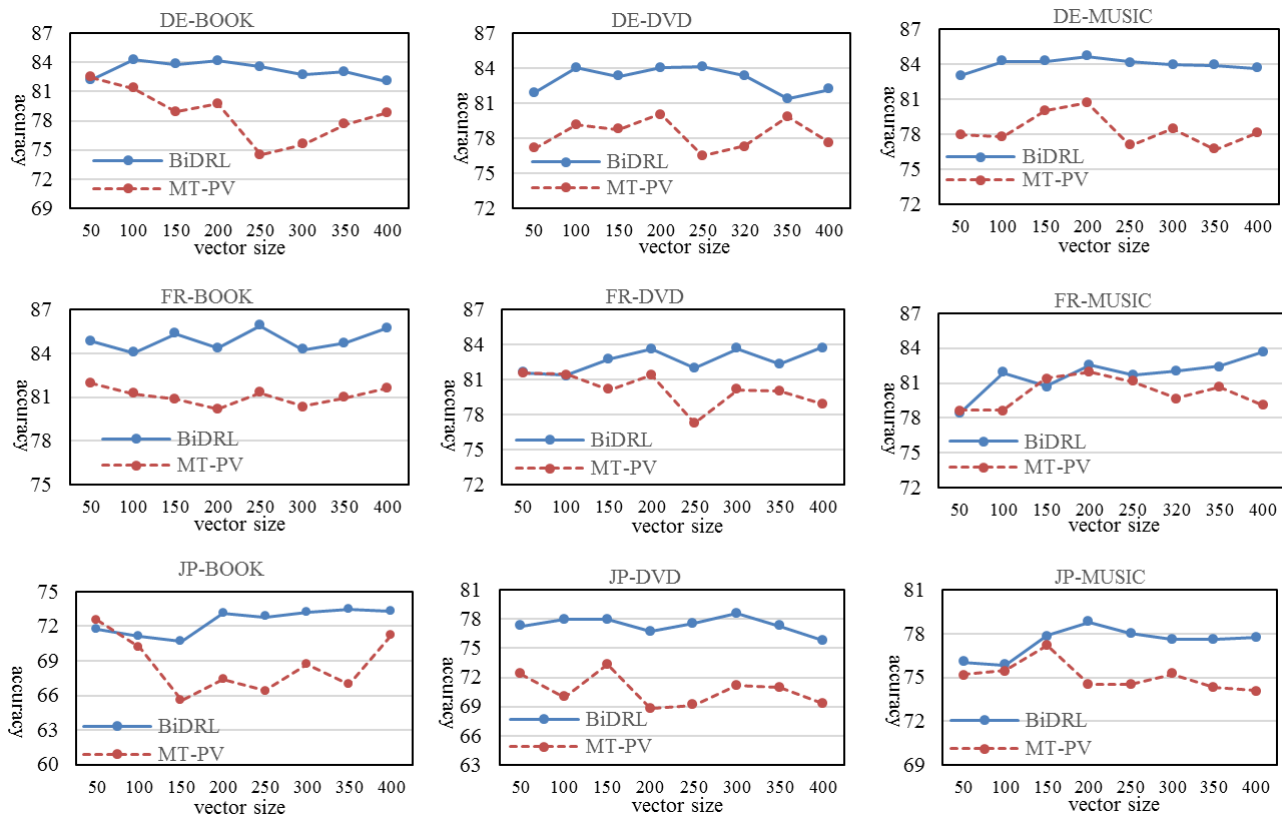 DE-BOOK
87
84
81
78
75
72
69
accuracy
BiDRL
MT-PV
50 100 150 200 250 300 350 400
vector size
DE-DVD
87
84
81
78
75
72
accuracy
BiDRL
MT-PV
50 100 150 200 250 320 350 400
vector size
DE-MUSIC
87
84
81
78
75
72
accuracy
BiDRL
MT-PV
50 100 150 200 250 300 350 400
vector size
FR-BOOK
87
84
81
78
75
accuracy
BiDRL
MT-PV
50 100 150 200 250 300 350 400
vector size
FR-DVD
87
84
81
78
75
72
accuracy
BiDRL
MT-PV
50 100 150 200 250 300 350 400
vector size
FR-MUSIC
87
84
81
78
75
72
accuracy
BiDRL
MT-PV
50 100 150 200 250 320 350 400
vector size
JP-BOOK
75
72
69
66
63
60
accuracy
BiDRL
MT-PV
50 100 150 200 250 300 350 400
vector size
JP-DVD
81
78
75
72
69
66
63
accuracy
BiDRL
MT-PV
50 100 150 200 250 300 350 400
vector size
JP-MUSIC
81
78
75
72
69
accuracy
BiDRL
MT-PV
50 100 150 200 250 300 350 400
vector size